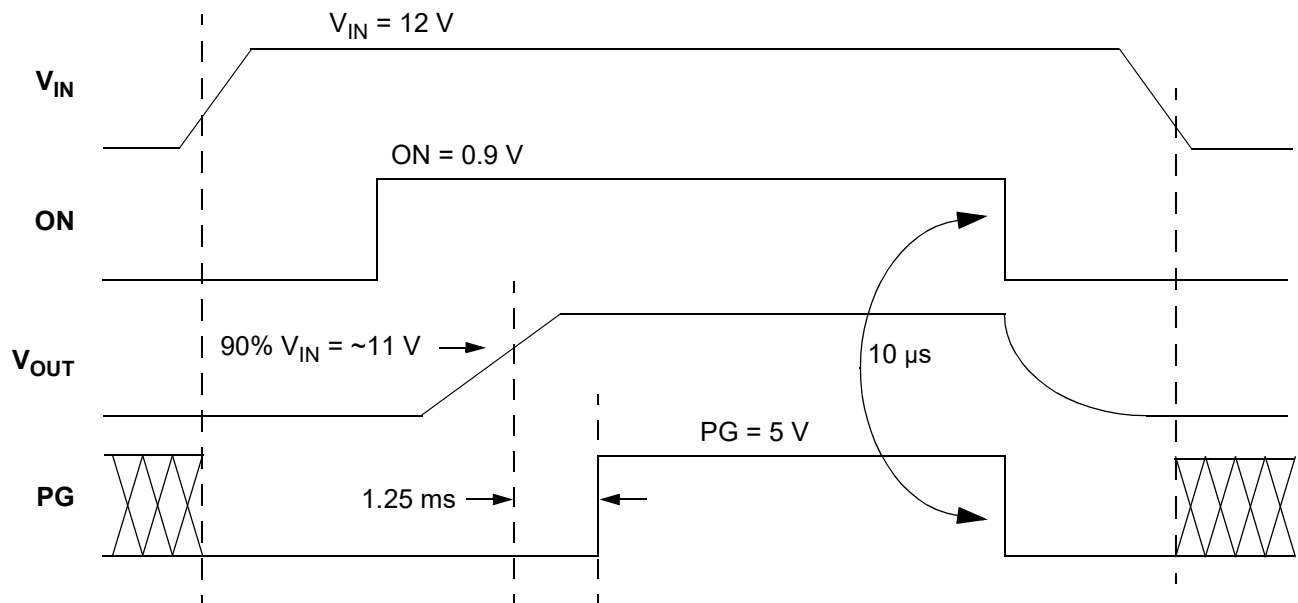 V_IN = 12 V
V_IN
ON = 0.9 V
ON
90% V_IN = ~11 V
V_OUT
10 µs
PG = 5 V
PG
1.25 ms